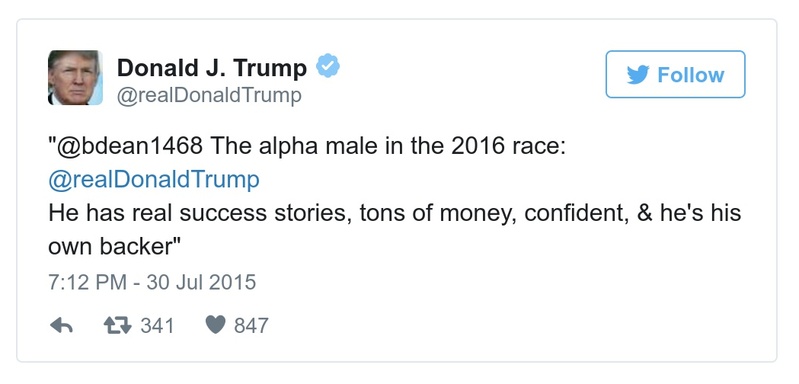 Donald J. Trump
@realDonaldTrump
Follow
"@bdean1468 The alpha male in the 2016 race:
@realDonaldTrump
He has real success stories, tons of money, confident, & he's his
own backer"
7:12 PM - 30 Jul 2015
341 847